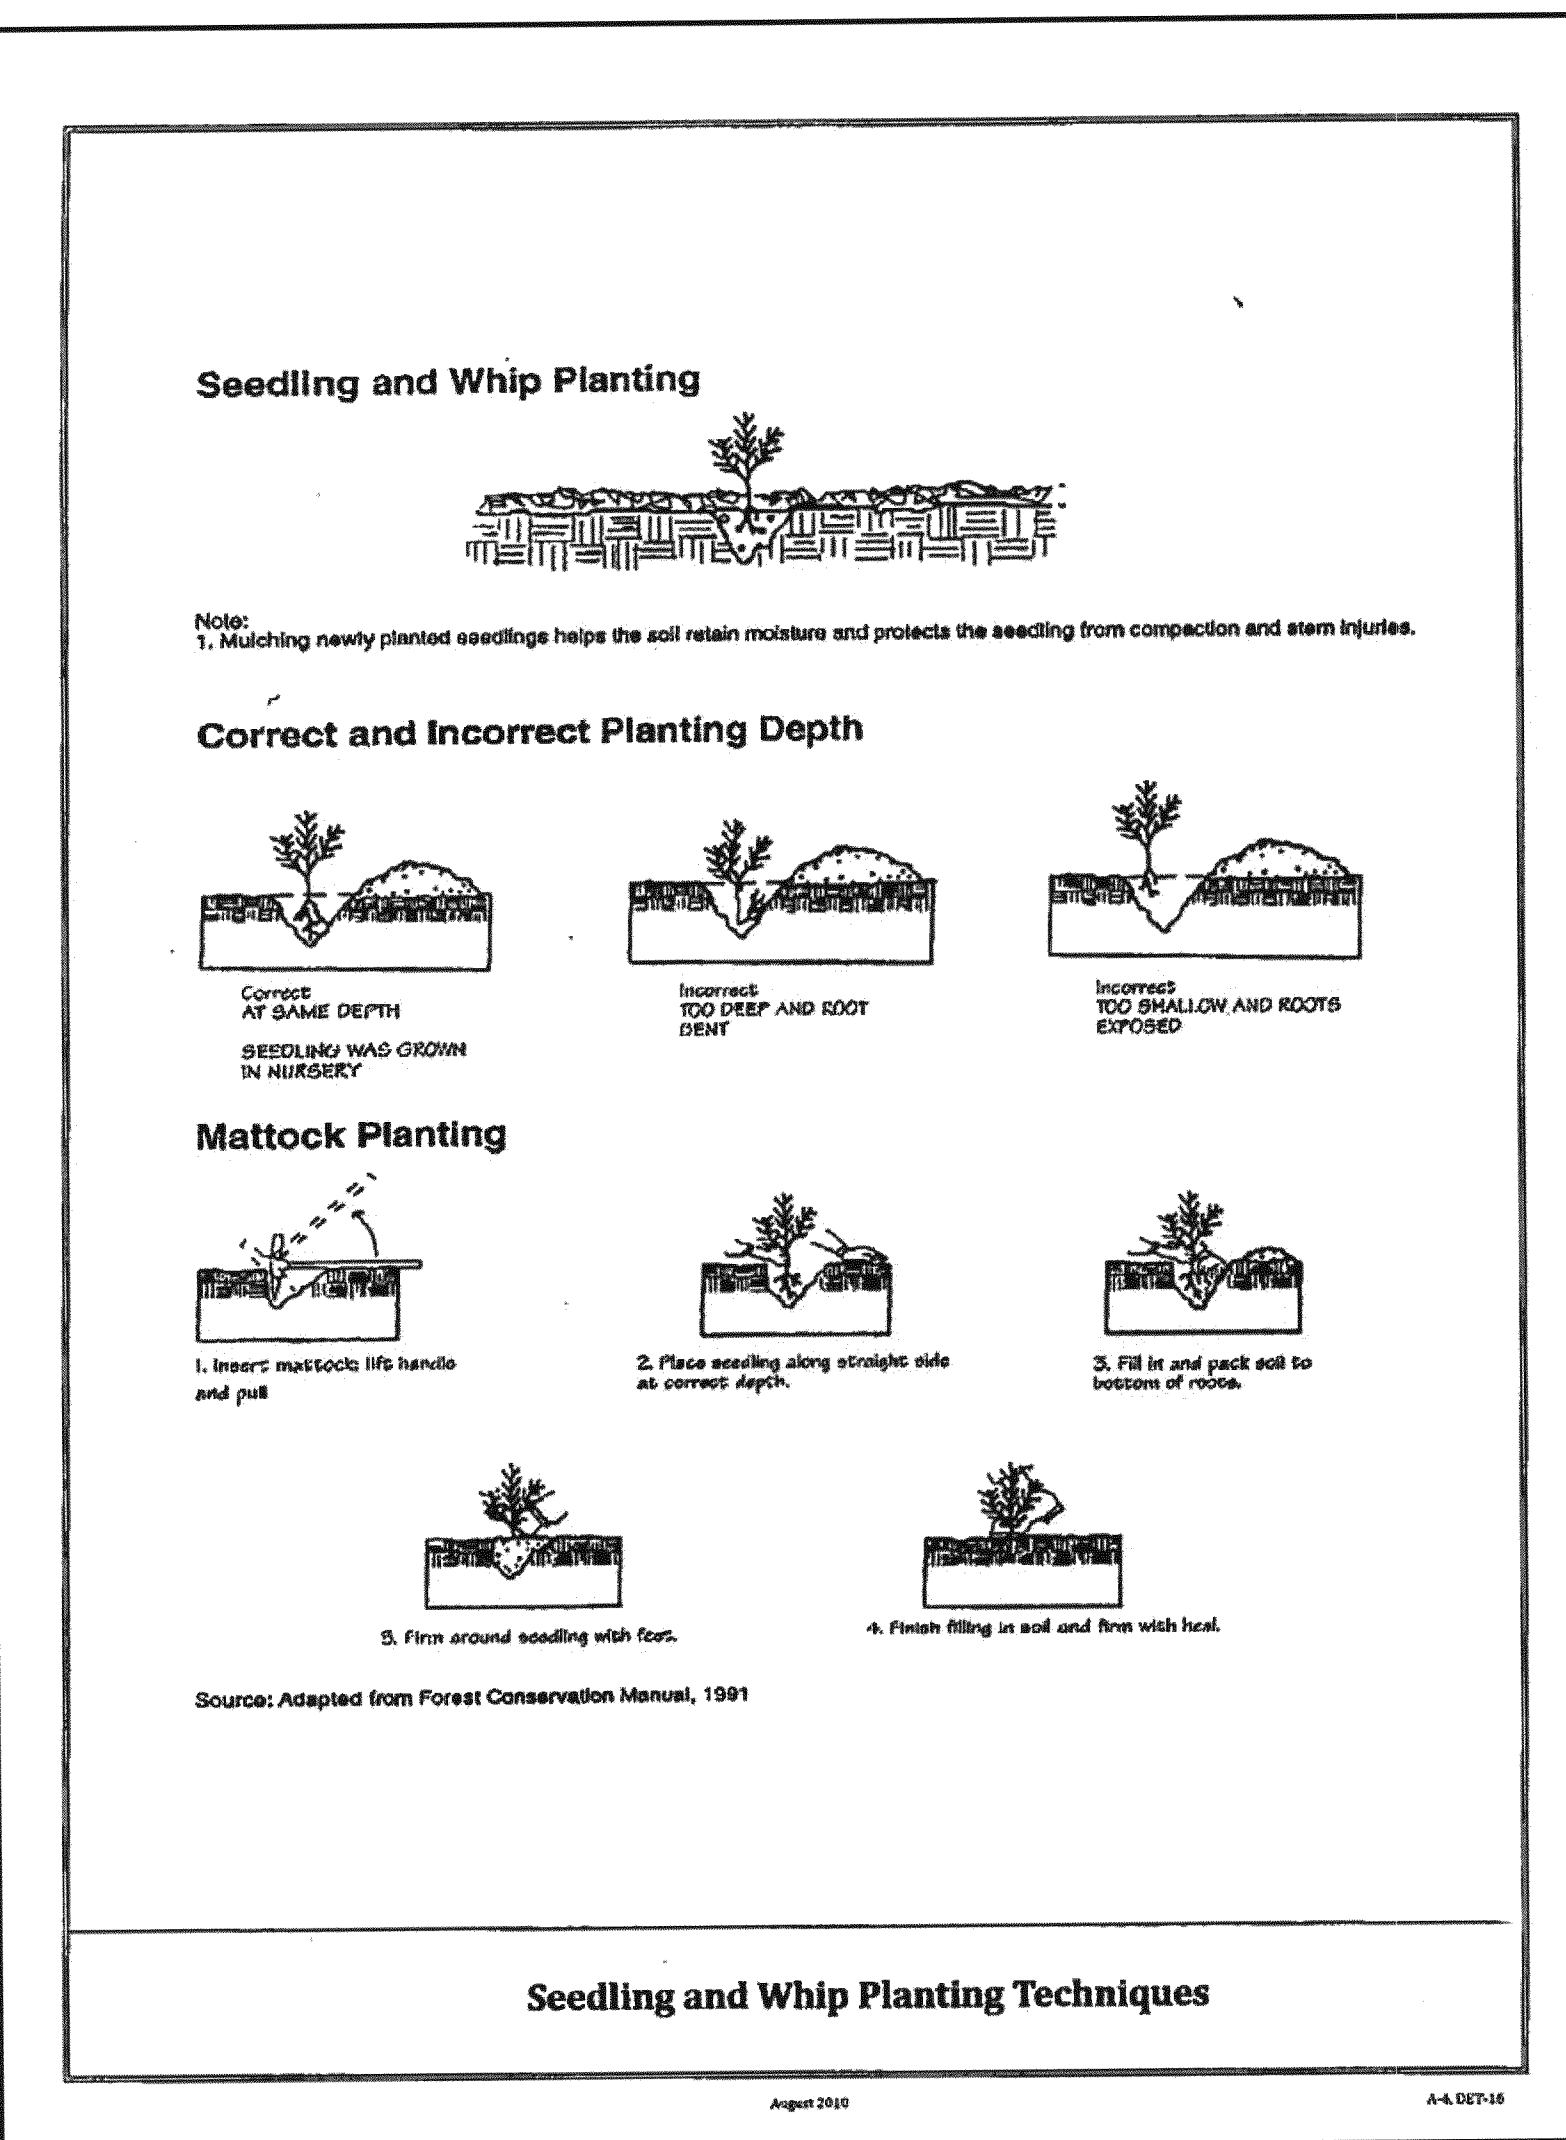 Seedling and Whip Planting
Note:
1. Mulching newly planted seedlings helps the soil retain moisture and protects the seedling from compaction and stem injuries.
Correct and Incorrect Planting Depth
Correct
AT SAME DEPTH
SEEDLING WAS GROWN
IN NURSERY
Incorrect
TOO DEEP AND ROOT
BENT
Incorrect
TOO SHALLOW AND ROOTS
EXPOSED
Mattock Planting
1. Insert mattock; lift handle
and pull
2. Place seedling along straight side
at correct depth.
3. Fill in and pack soil to
bottom of roots.
5. Firm around seedling with feet.
4. Finish filling in soil and firm with heel.
Source: Adapted from Forest Conservation Manual, 1991
Seedling and Whip Planting Techniques
August 2010
A-4. DET-16